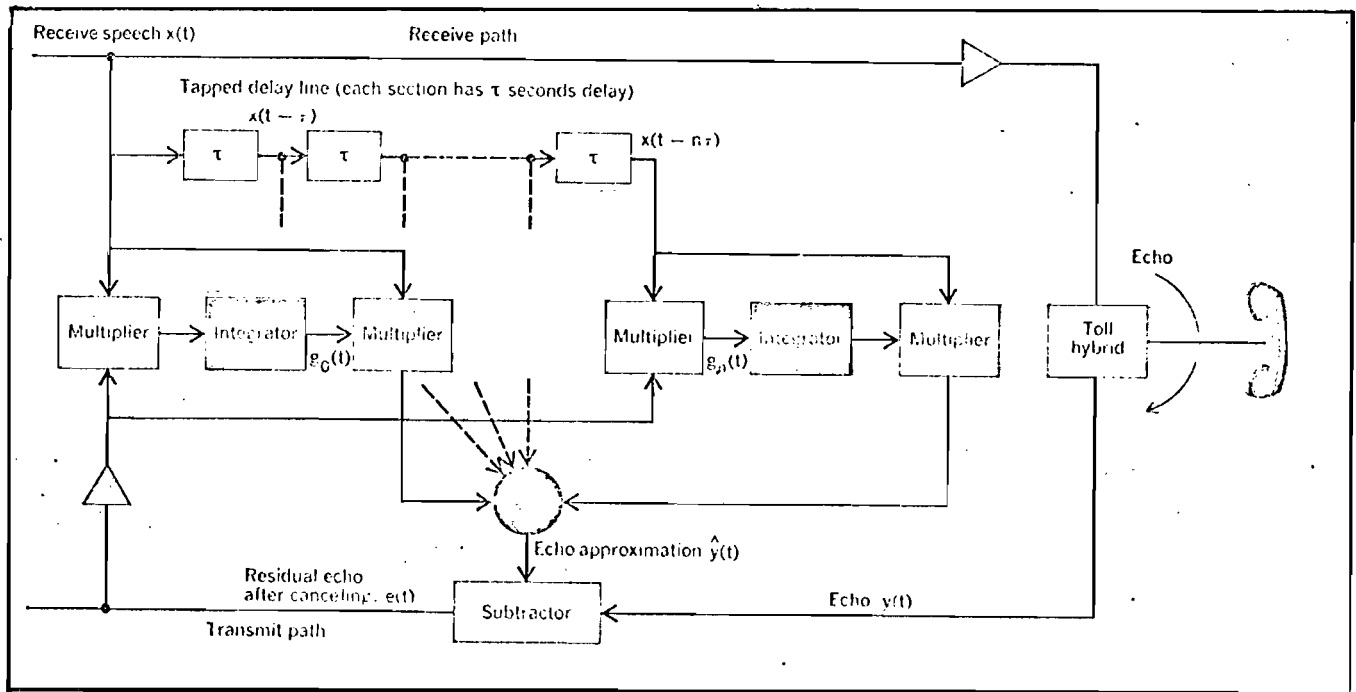 Receive speech x(t)
Receive path
Tapped delay line (each section has τ seconds delay)
x(t − τ)
x(t − nτ)
τ
τ
τ
Echo
Multiplier
Integrator
Multiplier
Multiplier
Integrator
Multiplier
Toll
hybrid
g₀(t)
gₙ(t)
Echo approximation ŷ(t)
Residual echo
after canceling, e(t)
Subtractor
Echo y(t)
Transmit path